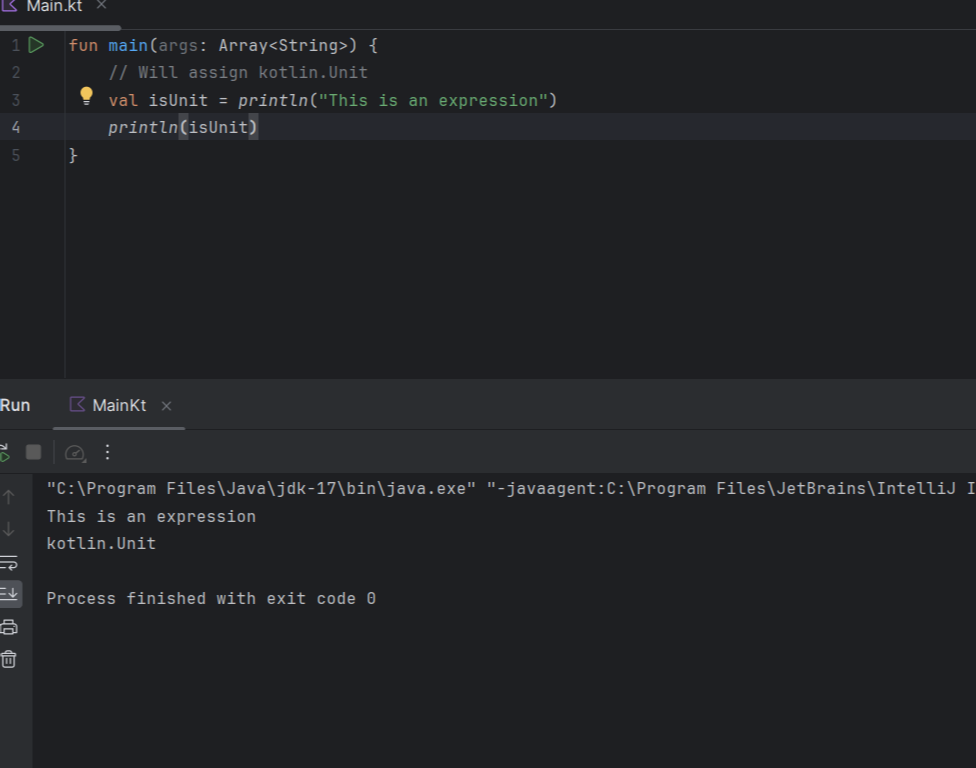 Main.kt
1 fun main(args: Array<String>) {
2 // Will assign kotlin.Unit
3 val isUnit = println("This is an expression")
4 println(isUnit)
5 }
Run MainKt
"C:\Program Files\Java\jdk-17\bin\java.exe" "-javaagent:C:\Program Files\JetBrains\IntelliJ I
This is an expression
kotlin.Unit
Process finished with exit code 0